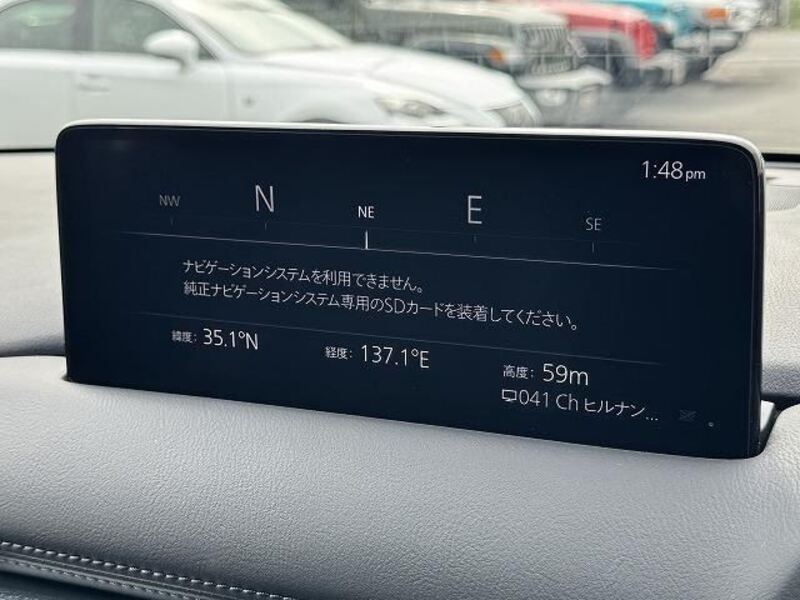 1:48pm
NW N NE E SE
ナビゲーションシステムを利用できません。
純正ナビゲーションシステム専用のSDカードを装着してください。
緯度: 35.1°N 経度: 137.1°E 高度: 59m
041 Ch ヒルナン...